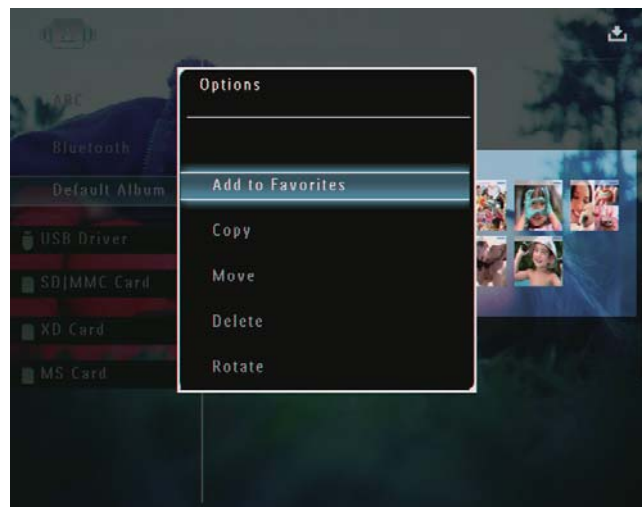 ABC
Bluetooth
Default Album
USB Driver
SD|MMC Card
XD Card
MS Card
Options
Add to Favorites
Copy
Move
Delete
Rotate